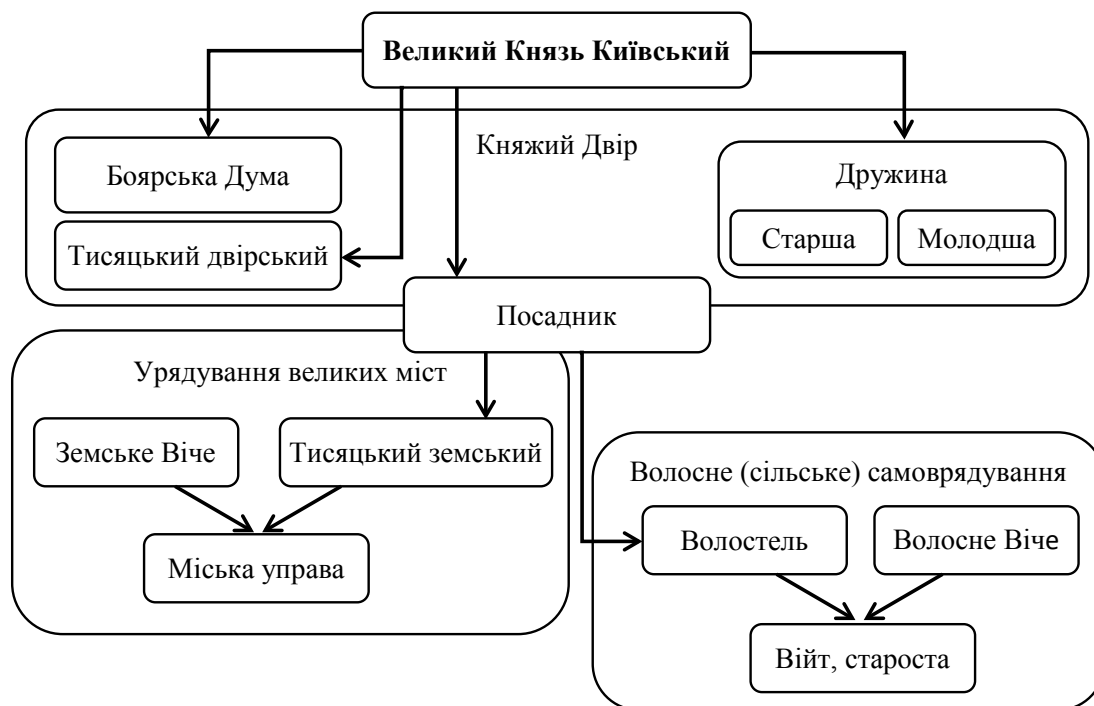 Великий Князь Київський
Княжий Двір
Боярська Дума
Тисяцький двірський
Дружина
Старша
Молодша
Посадник
Урядування великих міст
Земське Віче
Тисяцький земський
Міська управа
Волосне (сільське) самоврядування
Волостель
Волосне Віче
Війт, староста